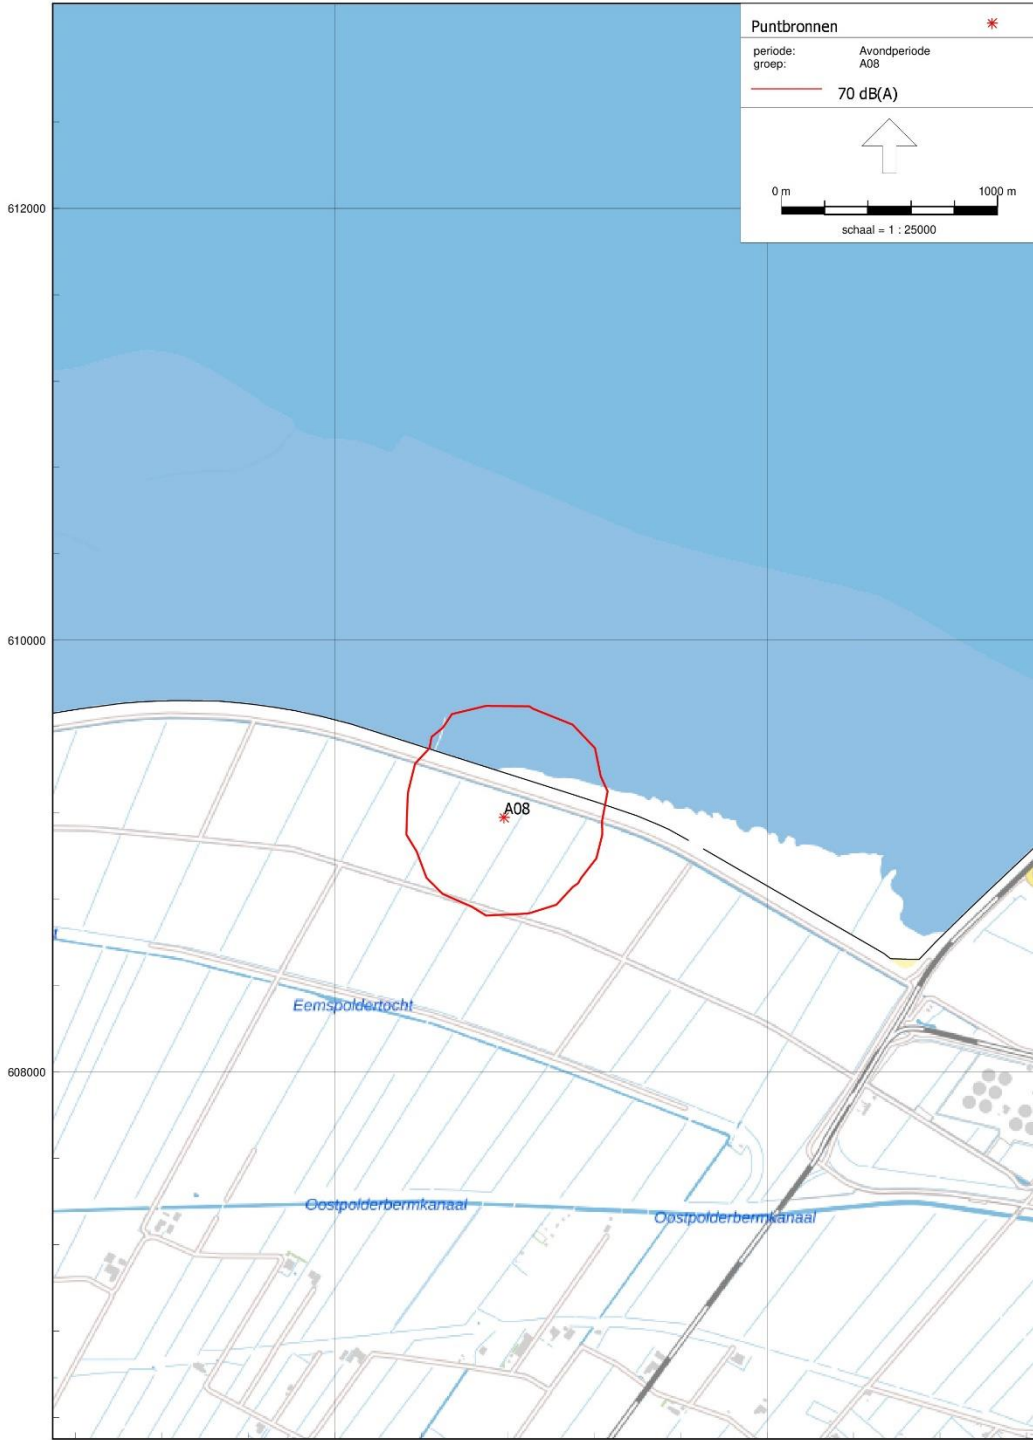 Puntbronnen
periode: Avondperiode
groep: A08
70 dB(A)
0 m 1000 m
schaal = 1 : 25000
612000
610000
A08
Eemspoldertocht
608000
Oostpolderbermkanaal
Oostpolderbermkanaal